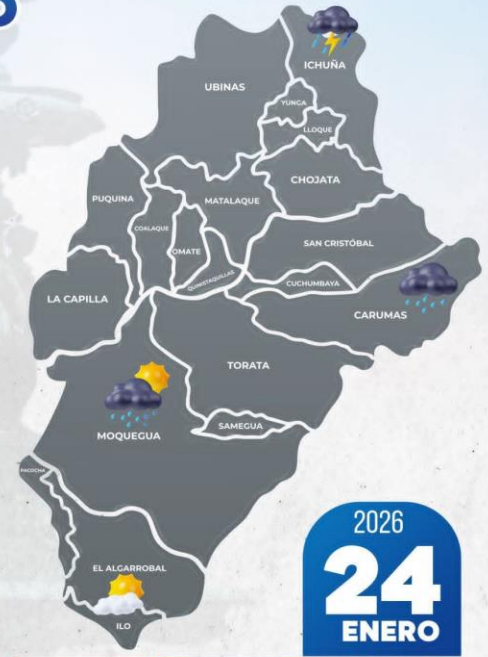 S
ICHUÑA
UBINAS
YUNGA
LLOQUE
CHOJATA
PUQUINA
MATALAQUE
COALAQUE
OMATE
SAN CRISTÓBAL
QUINISTAQUILLAS
CUCHUMBAYA
LA CAPILLA
CARUMAS
TORATA
SAMEGUA
MOQUEGUA
PACOCHA
EL ALGARROBAL
ILO
2026
24
ENERO